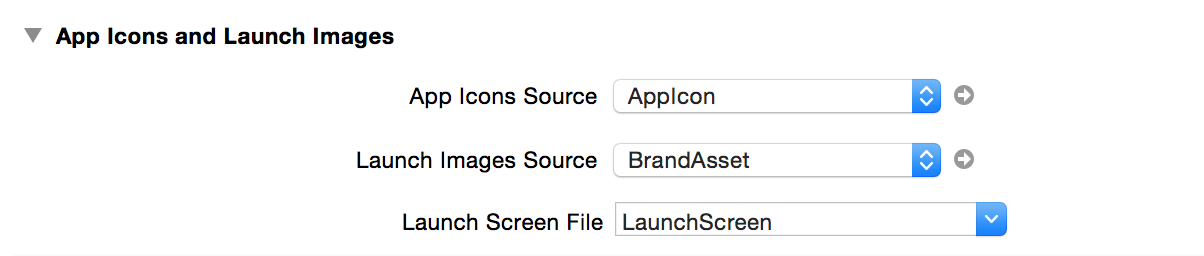 App Icons and Launch Images
App Icons Source AppIcon
Launch Images Source BrandAsset
Launch Screen File LaunchScreen